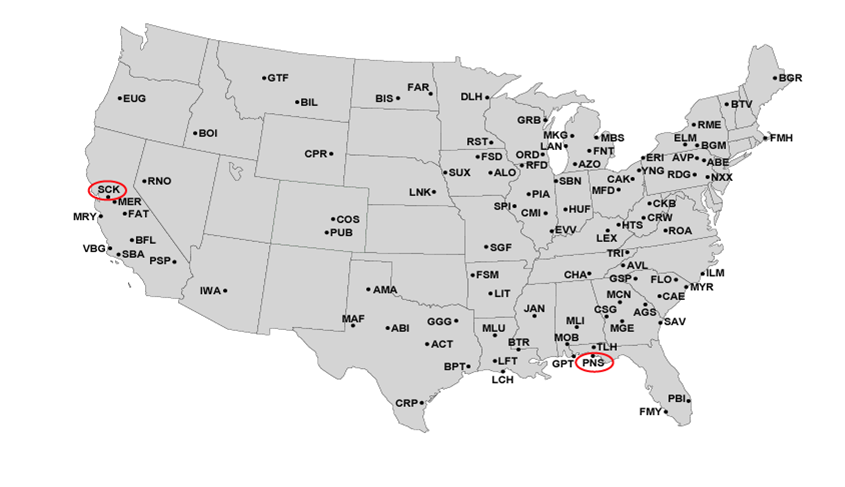 BGR
GTF
FAR
BIL
BIS
DLH
EUG
BTV
GRB
RME
BOI
MKG
MBS
FMH
LAN
ELM
BGM
RST
FNT
CPR
FSD
ORD
ERI
AVP
ABE
RFD
AZO
SUX
ALO
YNG
RDG
NXX
CAK
RNO
SBN
SCK
MFD
LNK
PIA
MER
CKB
SPI
CMI
HUF
MRY
FAT
COS
CRW
HTS
PUB
EVV
ROA
LEX
BFL
VBG
SGF
SBA
TRI
PSP
AVL
FSM
CHA
ILM
GSP
FLO
IWA
AMA
LIT
MYR
MCN
CAE
JAN
CSG
AGS
MAF
GGG
MLI
SAV
ABI
MLU
MGE
MOB
ACT
BTR
TLH
LFT
GPT
PNS
BPT
LCH
PBI
CRP
FMY